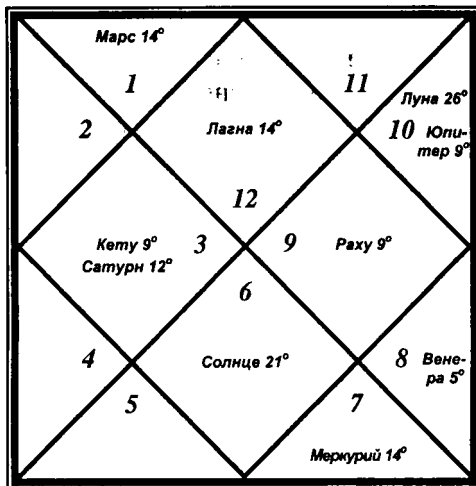 Марс 14°
1
11
2
Лагна 14°
Луна 26°
10 Юпи-
тер 9°
12
Кету 9°
Сатурн 12°
3
9
Раху 9°
6
4
Солнце 21°
8 Вене-
ра 5°
5
7
Меркурий 14°